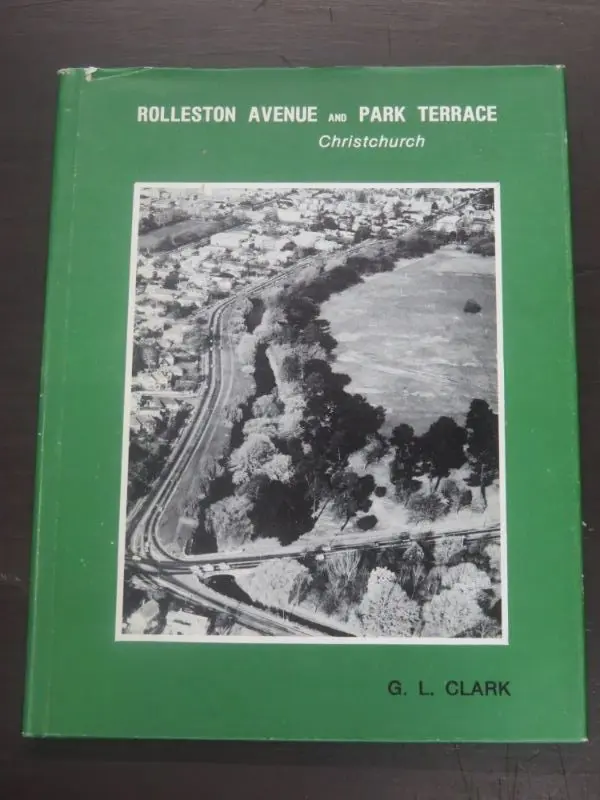 ROLLESTON AVENUE AND PARK TERRACE
Christchurch
G. L. CLARK